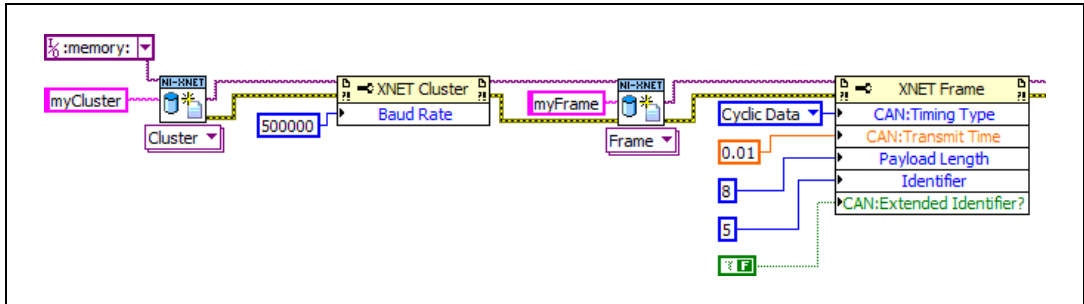 :memory:
NI-XNET
myCluster
Cluster
XNET Cluster
Baud Rate
500000
NI-XNET
myFrame
Frame
XNET Frame
Cyclic Data
CAN:Timing Type
0.01
CAN:Transmit Time
8
Payload Length
5
Identifier
F
CAN:Extended Identifier?